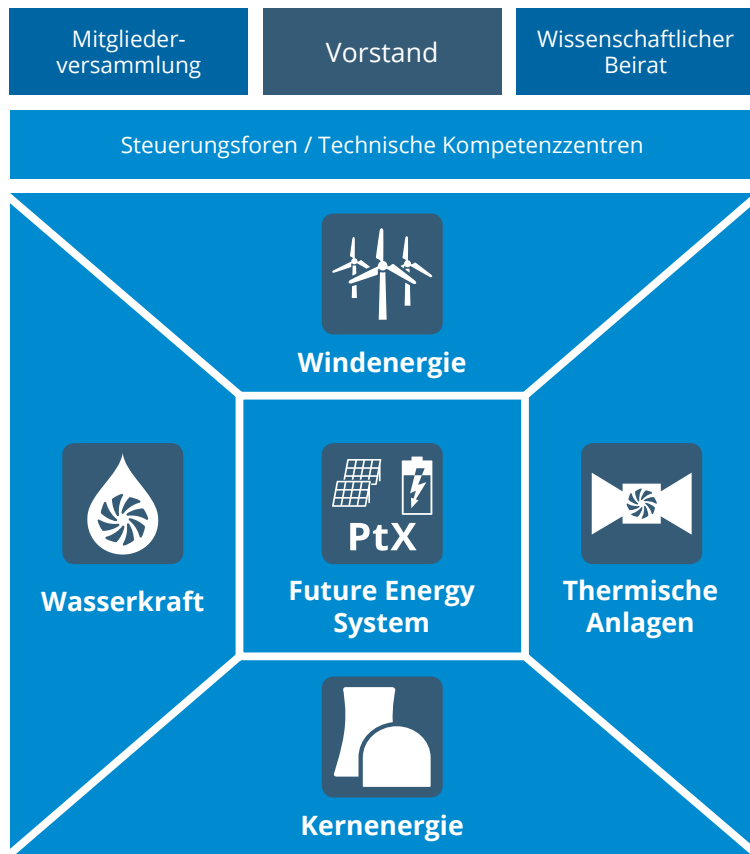 Mitglieder-
versammlung
Vorstand
Wissenschaftlicher
Beirat
Steuerungsforen / Technische Kompetenzzentren
Windenergie
Wasserkraft
PtX
Future Energy
System
Thermische
Anlagen
Kernenergie